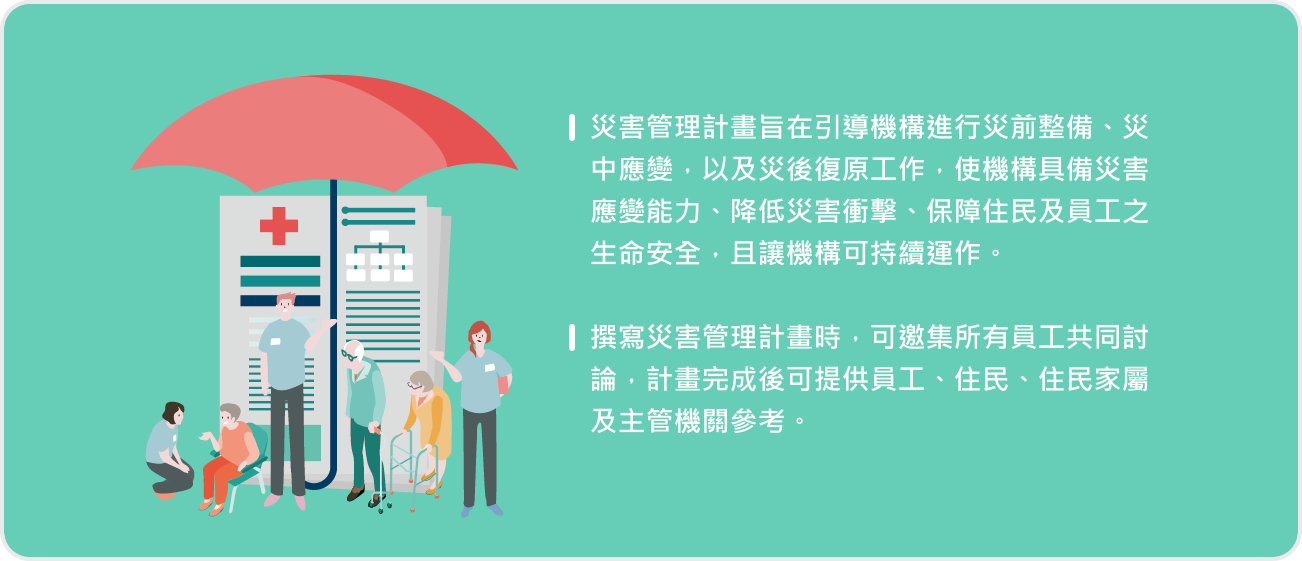 災害管理計畫旨在引導機構進行災前整備、災
中應變，以及災後復原工作，使機構具備災害
應變能力、降低災害衝擊、保障住民及員工之
生命安全，且讓機構可持續運作。
撰寫災害管理計畫時，可邀集所有員工共同討
論，計畫完成後可提供員工、住民、住民家屬
及主管機關參考。